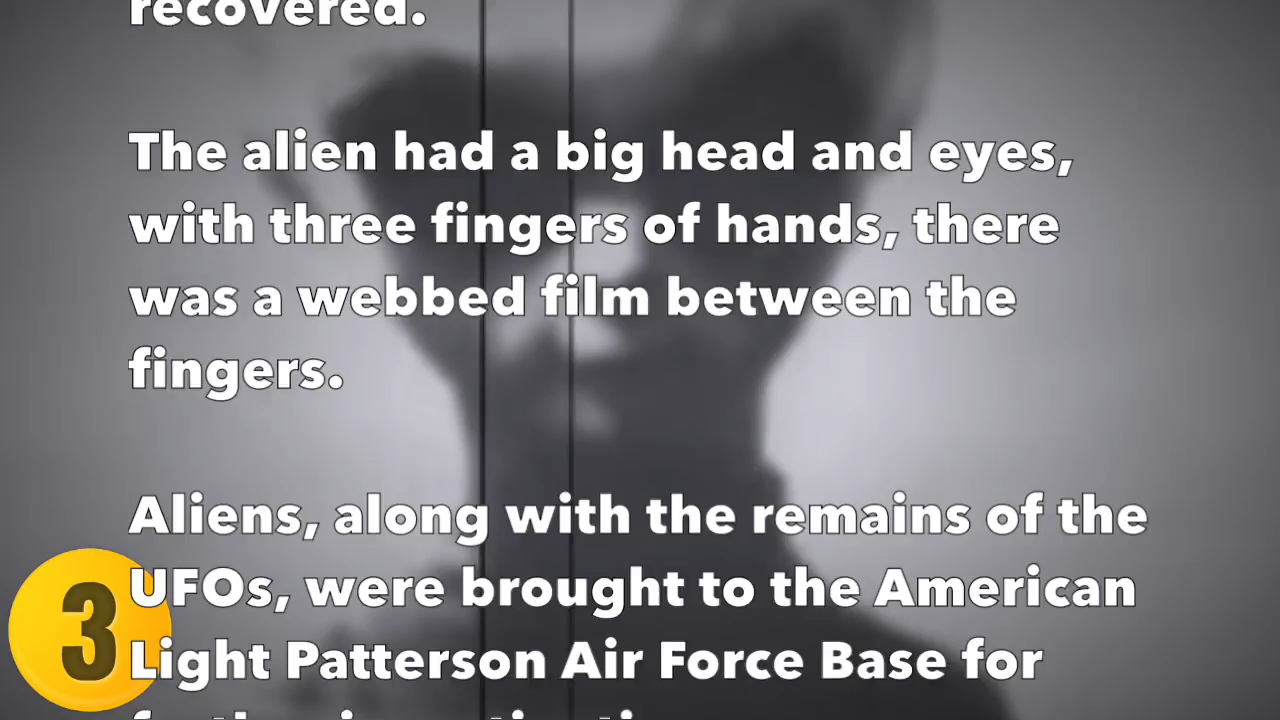 recovered.
The alien had a big head and eyes,
with three fingers of hands, there
was a webbed film between the
fingers.
Aliens, along with the remains of the
UFOs, were brought to the American
3
Light Patterson Air Force Base for